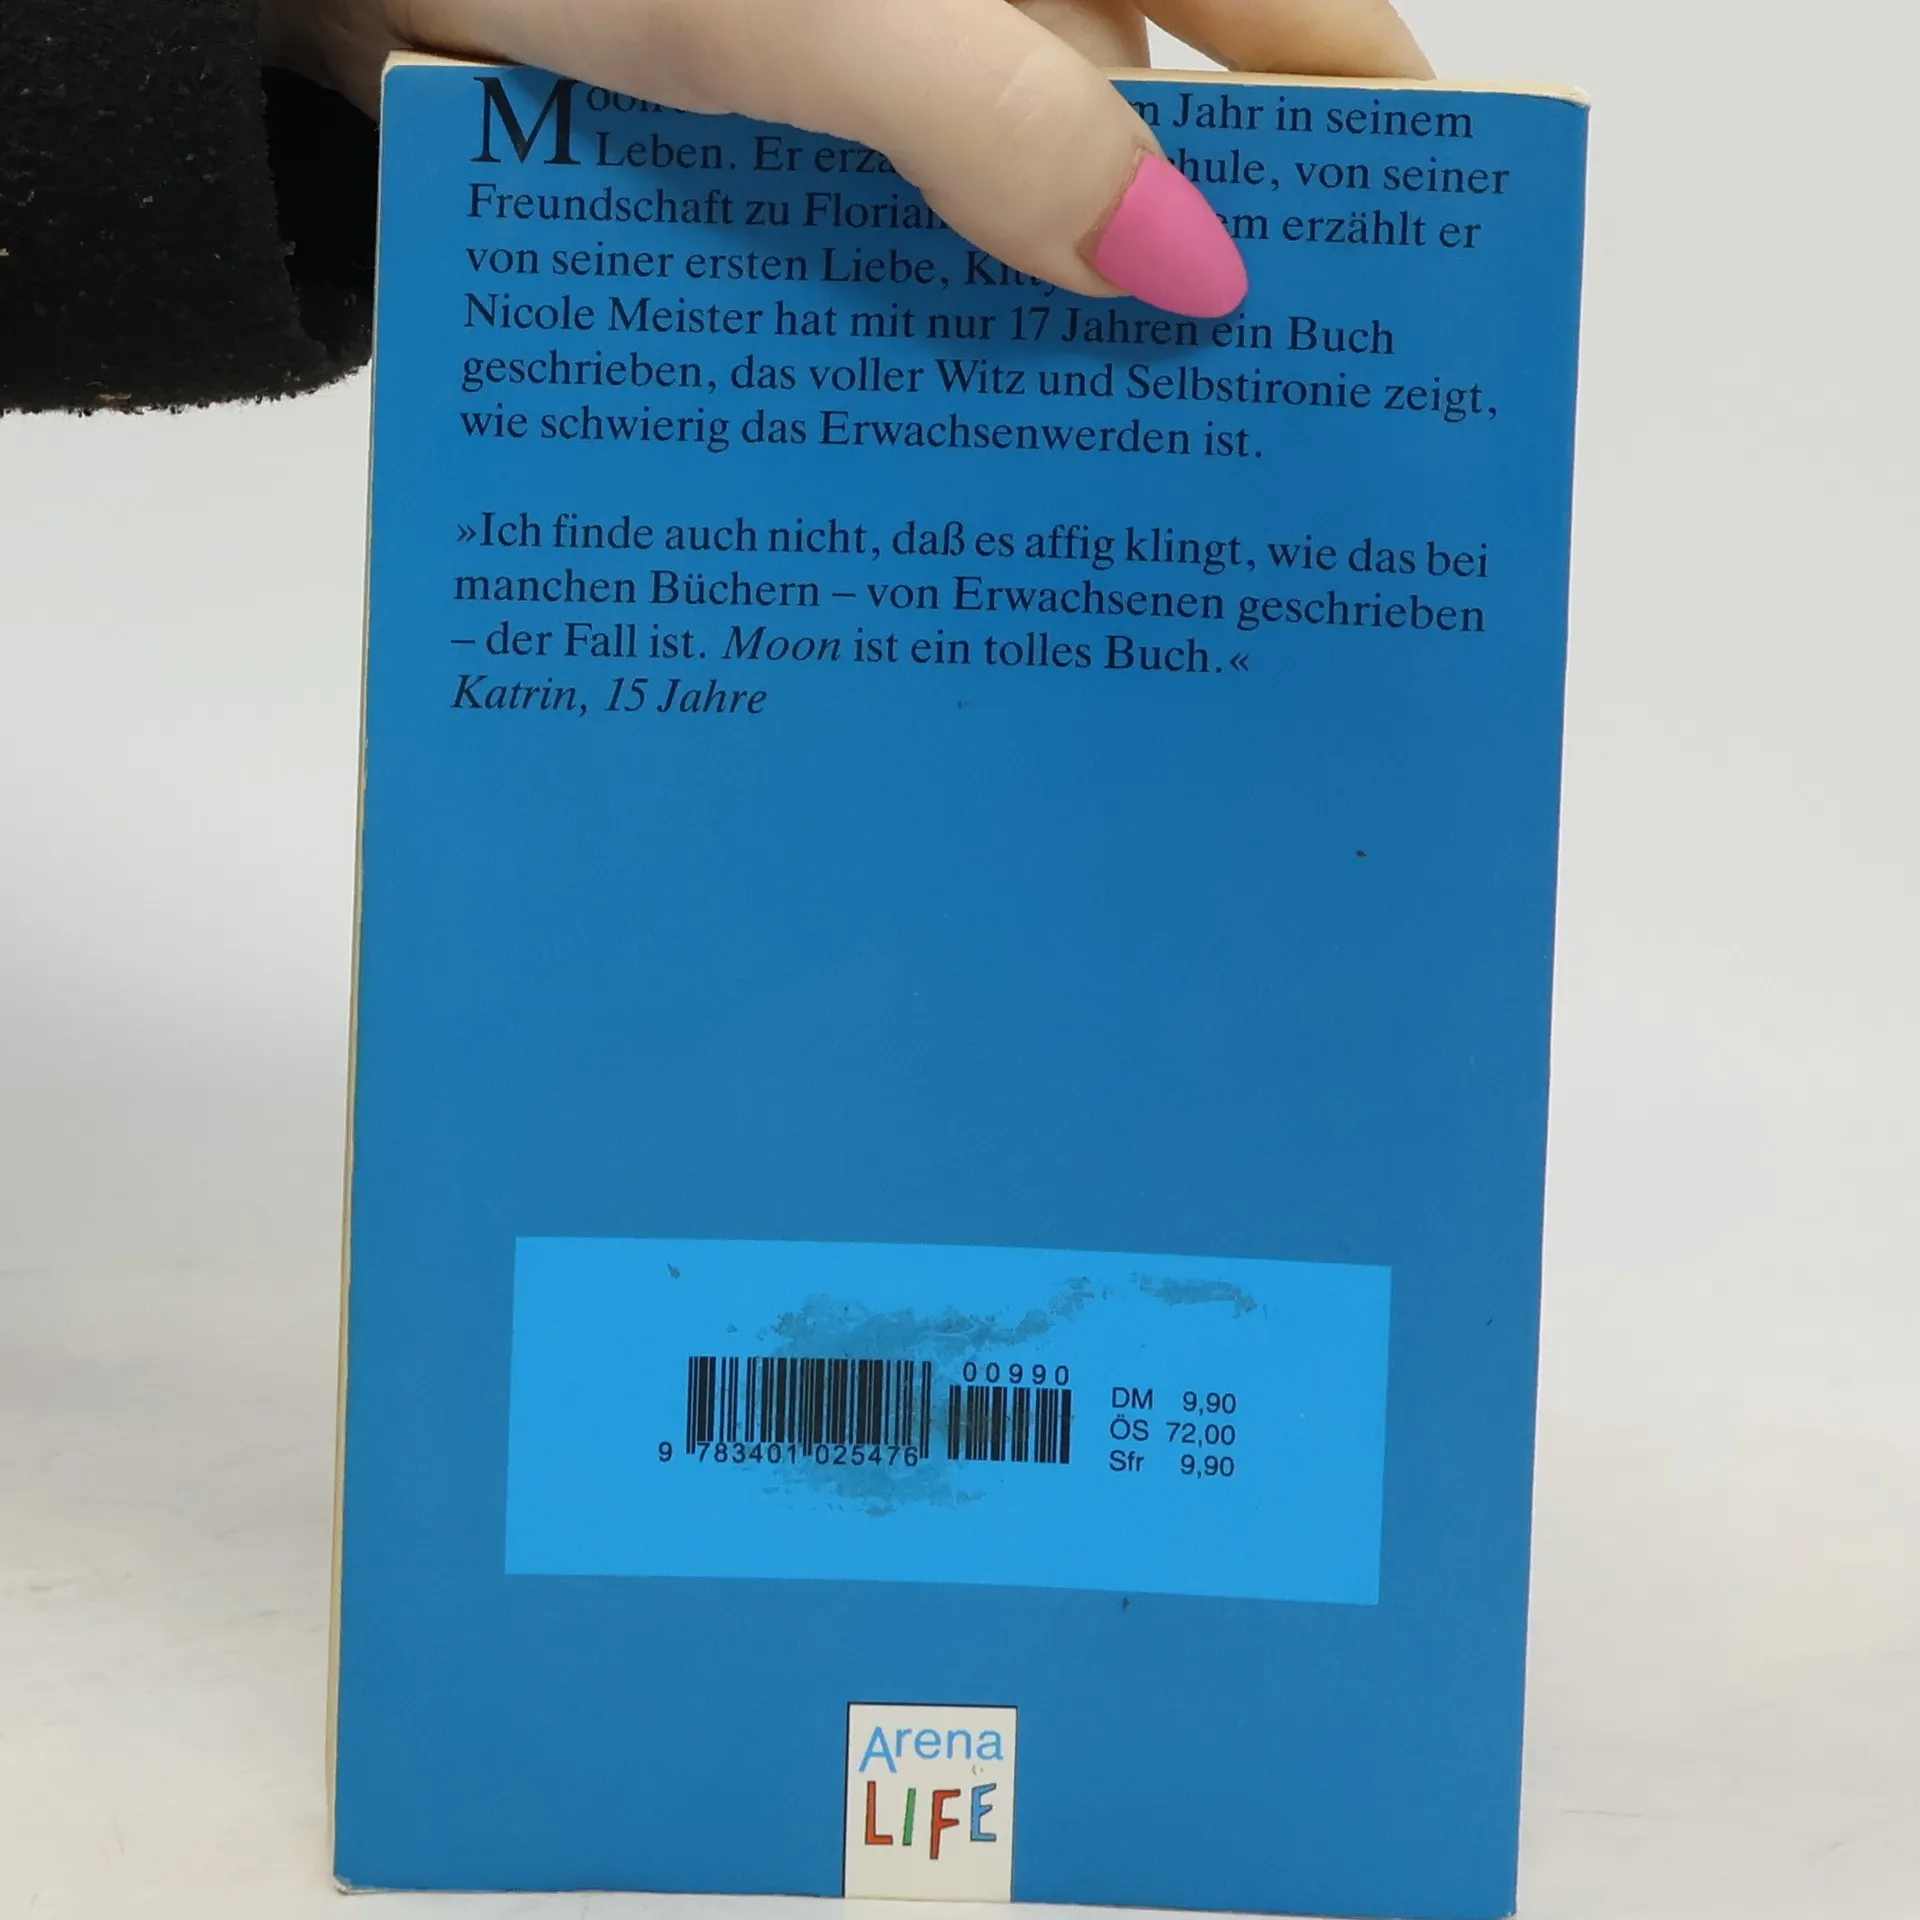 Jahr in seinem
Leben. Er hule, von seiner
Freundschaft zu erzählt er
von seiner ersten Liebe,
Nicole Meister hat mit nur 17 Jahren ein Buch
geschrieben, das voller Witz und Selbstironie zeigt,
wie schwierig das Erwachsenwerden ist.
»Ich finde auch nicht, daß es affig klingt, wie das bei
manchen Büchern – von Erwachsenen geschrieben
– der Fall ist. Moon ist ein tolles Buch.«
Katrin, 15 Jahre
00990
9 783401 025476
DM 9,90
ÖS 72,00
Sfr 9,90
Arena
LIFE